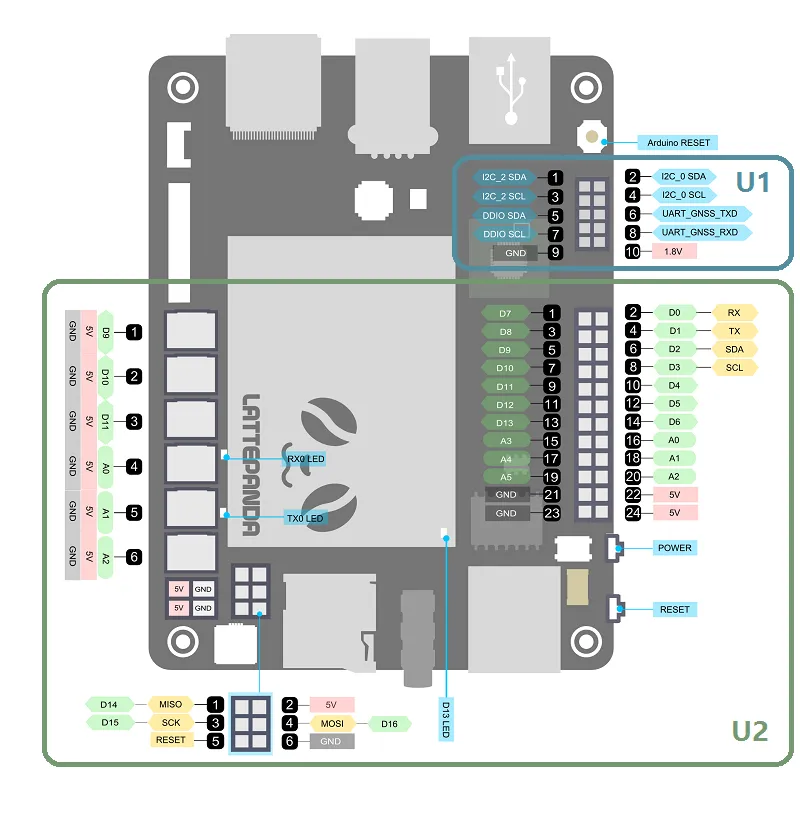 Arduino RESET
U1
I2C_2 SDA 1 2 I2C_0 SDA
I2C_2 SCL 3 4 I2C_0 SCL
DDIO SDA 5 6 UART_GNSS_TXD
DDIO SCL 7 8 UART_GNSS_RXD
GND 9 10 1.8V
GND 5V D9 1
GND 5V D10 2
GND 5V D11 3
GND 5V A0 4
GND 5V A1 5
GND 5V A2 6
5V GND
5V GND
LATTEPANDA
RX0 LED
TX0 LED
D7 1 2 D0 RX
D8 3 4 D1 TX
D9 5 6 D2 SDA
D10 7 8 D3 SCL
D11 9 10 D4
D12 11 12 D5
D13 13 14 D6
A3 15 16 A0
A4 17 18 A1
A5 19 20 A2
GND 21 22 5V
GND 23 24 5V
POWER
RESET
D14 MISO 1 2 5V
D15 SCK 3 4 MOSI D16
RESET 5 6 GND
D13 LED
U2